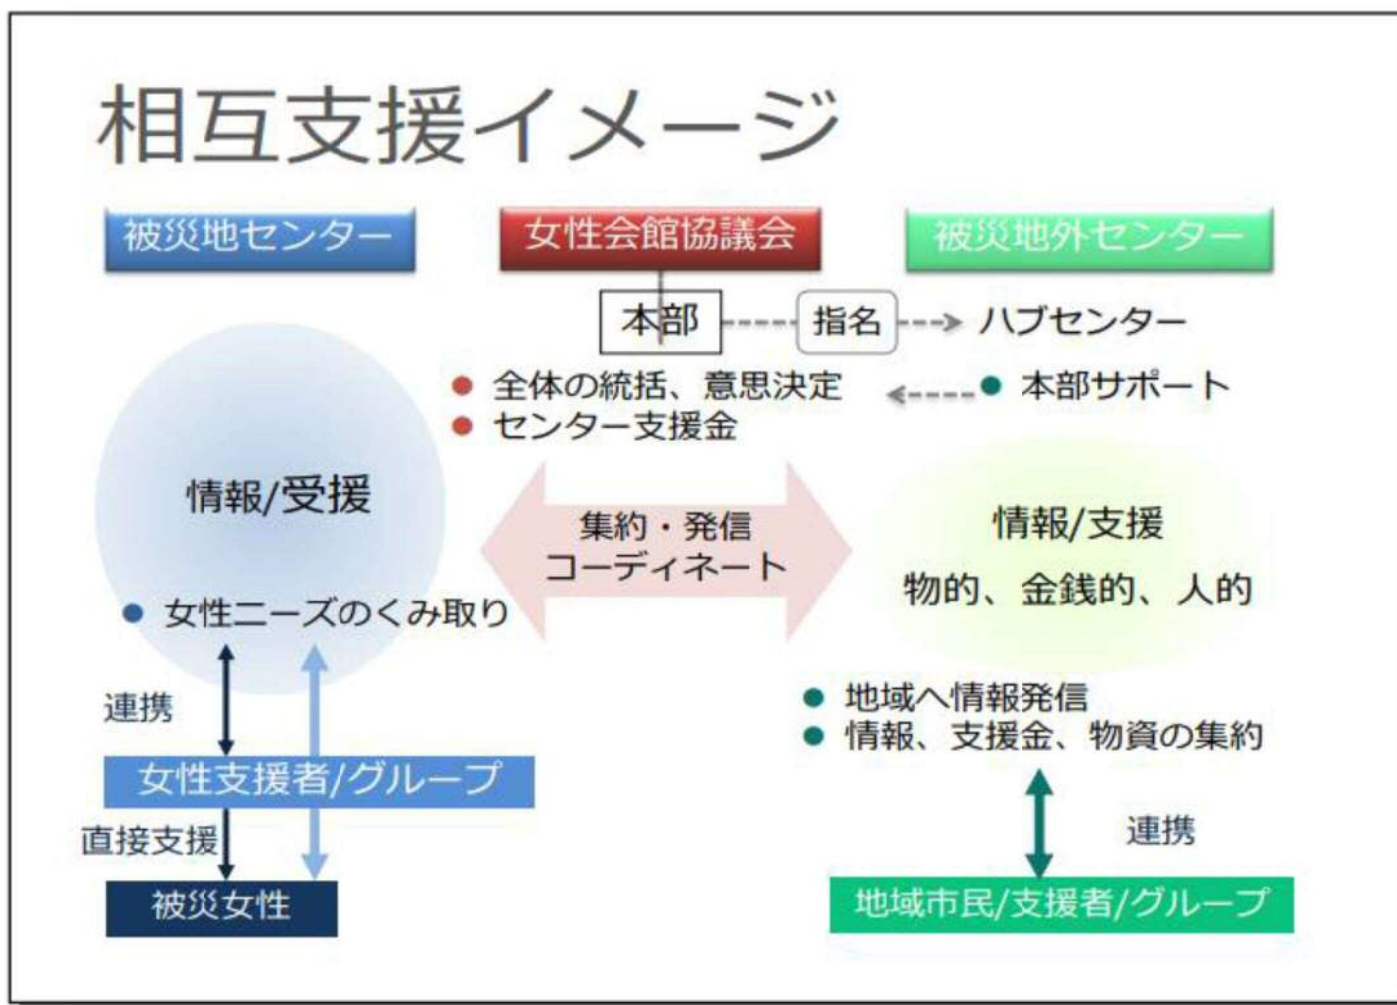 相互支援イメージ
被災地センター
女性会館協議会
被災地外センター
本部
指名
ハブセンター
● 全体の統括、意思決定
● センター支援金
● 本部サポート
情報/受援
集約・発信
コーディネート
情報/支援
物的、金銭的、人的
● 女性ニーズのくみ取り
連携
女性支援者/グループ
直接支援
被災女性
● 地域へ情報発信
● 情報、支援金、物資の集約
連携
地域市民/支援者/グループ